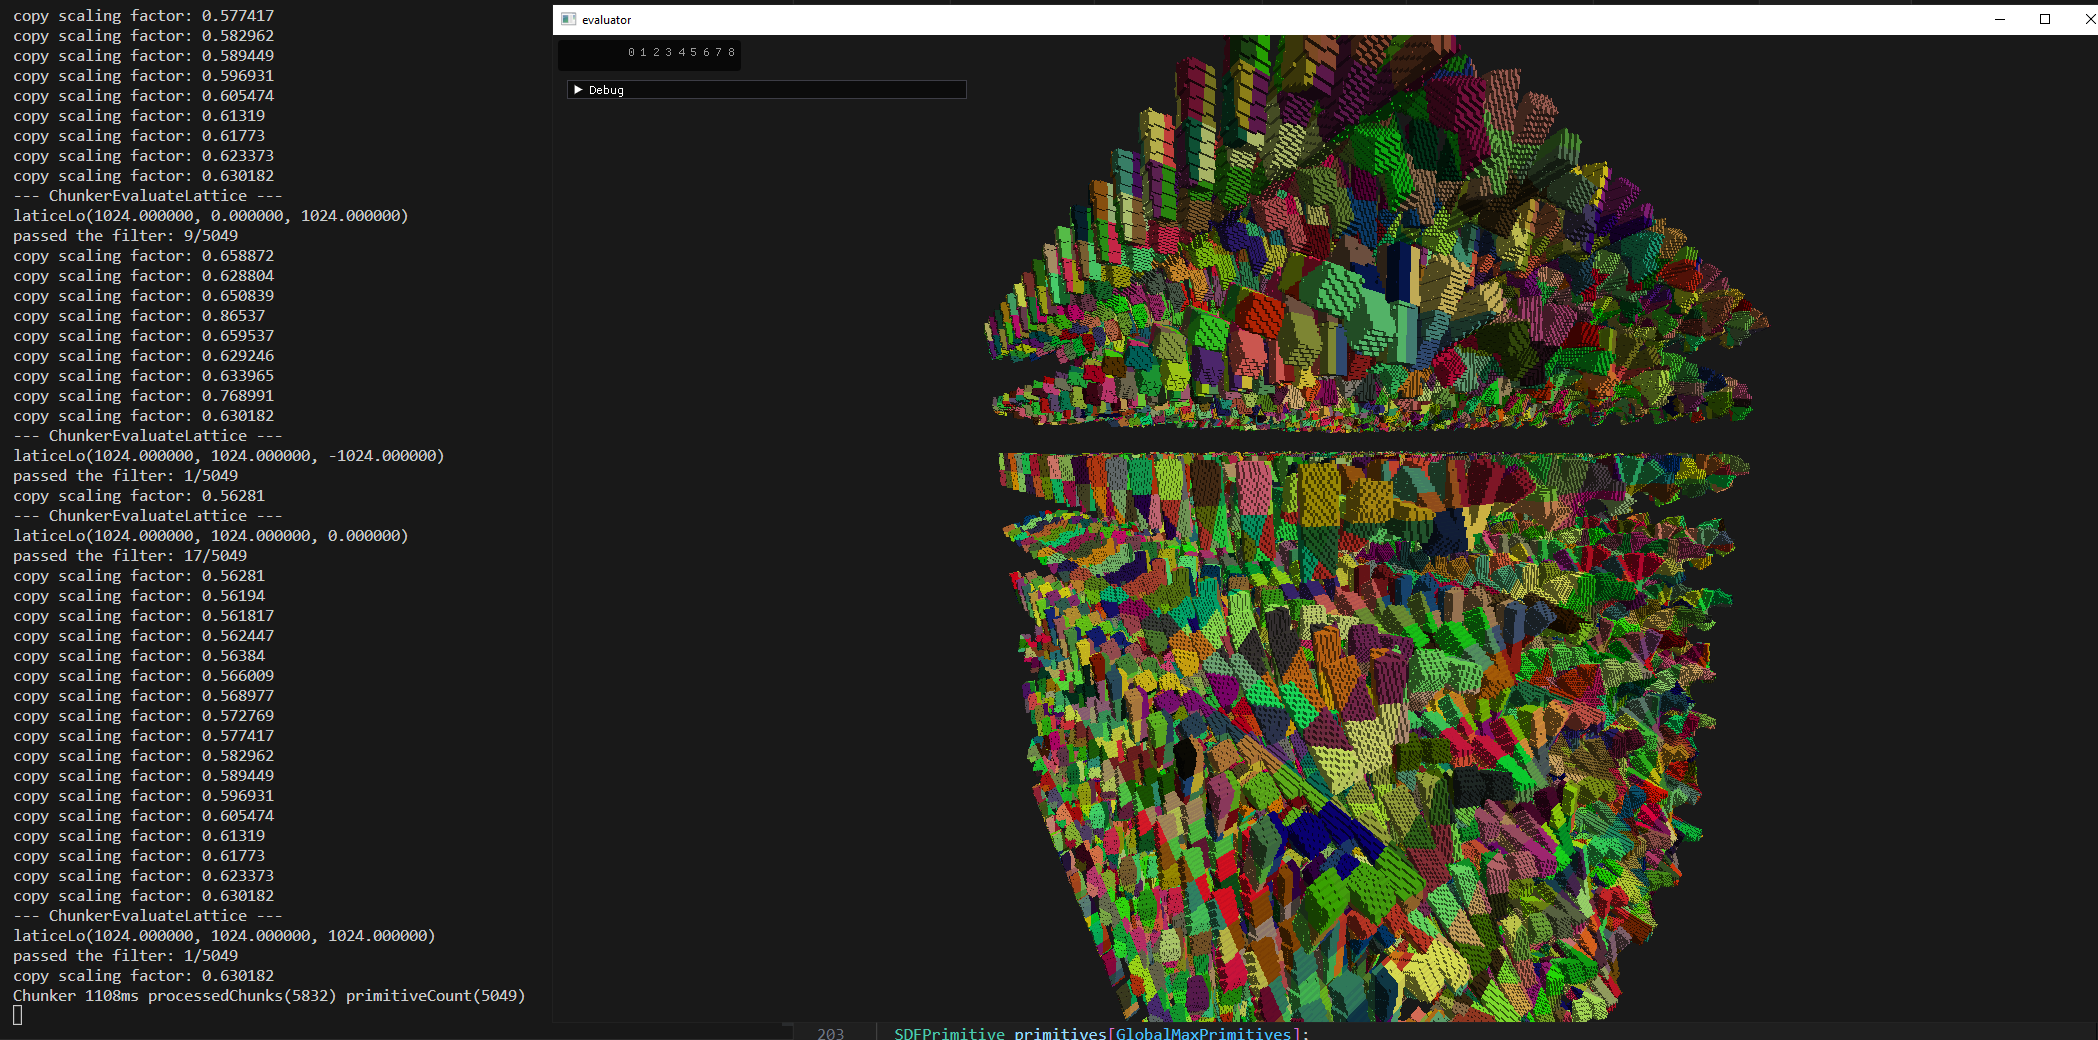 copy scaling factor: 0.577417
copy scaling factor: 0.582962
copy scaling factor: 0.589449
copy scaling factor: 0.596931
copy scaling factor: 0.605474
copy scaling factor: 0.61319
copy scaling factor: 0.61773
copy scaling factor: 0.623373
copy scaling factor: 0.630182
--- ChunkerEvaluateLattice ---
laticeLo(1024.000000, 0.000000, 1024.000000)
passed the filter: 9/5049
copy scaling factor: 0.658872
copy scaling factor: 0.628804
copy scaling factor: 0.650839
copy scaling factor: 0.86537
copy scaling factor: 0.659537
copy scaling factor: 0.629246
copy scaling factor: 0.633965
copy scaling factor: 0.768991
copy scaling factor: 0.630182
--- ChunkerEvaluateLattice ---
laticeLo(1024.000000, 1024.000000, -1024.000000)
passed the filter: 1/5049
copy scaling factor: 0.56281
--- ChunkerEvaluateLattice ---
laticeLo(1024.000000, 1024.000000, 0.000000)
passed the filter: 17/5049
copy scaling factor: 0.56281
copy scaling factor: 0.56194
copy scaling factor: 0.561817
copy scaling factor: 0.562447
copy scaling factor: 0.56384
copy scaling factor: 0.566009
copy scaling factor: 0.568977
copy scaling factor: 0.572769
copy scaling factor: 0.577417
copy scaling factor: 0.582962
copy scaling factor: 0.589449
copy scaling factor: 0.596931
copy scaling factor: 0.605474
copy scaling factor: 0.61319
copy scaling factor: 0.61773
copy scaling factor: 0.623373
copy scaling factor: 0.630182
--- ChunkerEvaluateLattice ---
laticeLo(1024.000000, 1024.000000, 1024.000000)
passed the filter: 1/5049
copy scaling factor: 0.630182
Chunker 1108ms processedChunks(5832) primitiveCount(5049)
evaluator
0 1 2 3 4 5 6 7 8
Debug
203 SDFPrimitive primitives[GlobalMaxPrimitives];